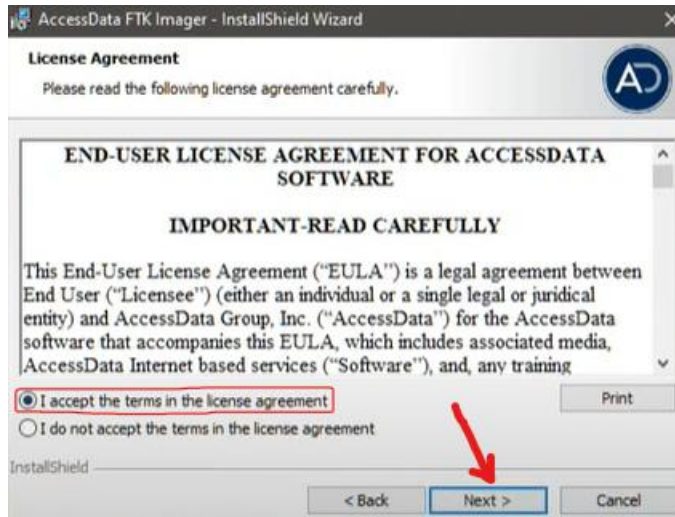 AccessData FTK Imager - InstallShield Wizard
License Agreement
Please read the following license agreement carefully.
AD
END-USER LICENSE AGREEMENT FOR ACCESSDATA
SOFTWARE
IMPORTANT-READ CAREFULLY
This End-User License Agreement (“EULA”) is a legal agreement between
End User (“Licensee”) (either an individual or a single legal or juridical
entity) and AccessData Group, Inc. (“AccessData”) for the AccessData
software that accompanies this EULA, which includes associated media,
AccessData Internet based services (“Software”), and, any training
I accept the terms in the license agreement
Print
I do not accept the terms in the license agreement
InstallShield
< Back
Next >
Cancel